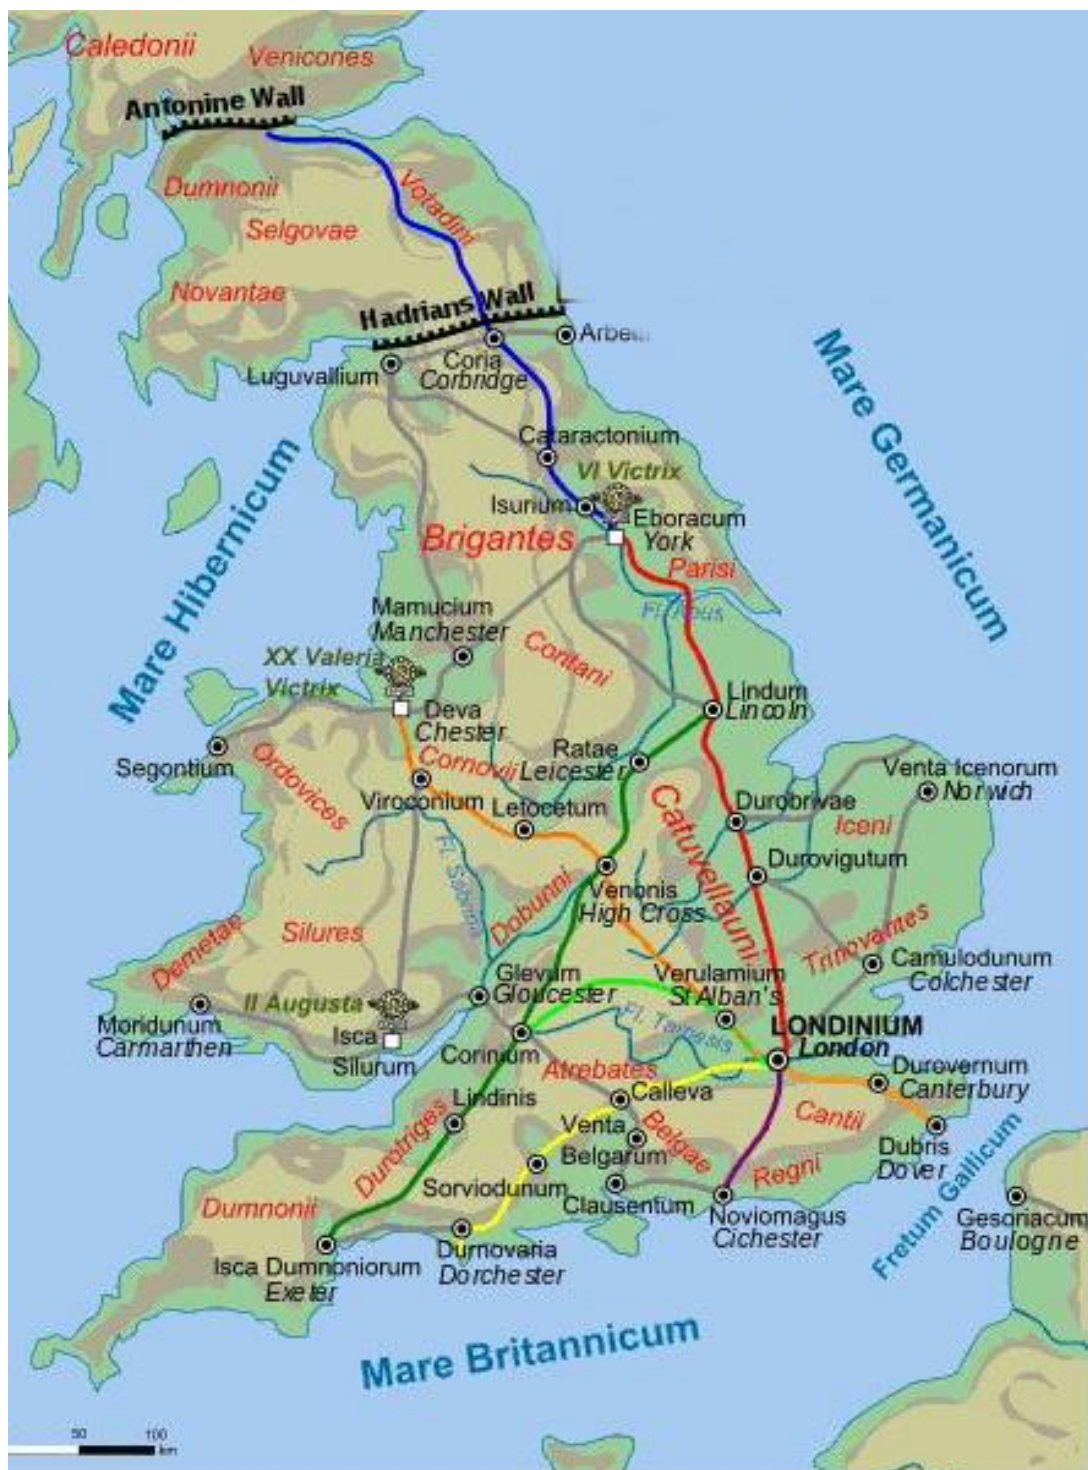 Caledonii
Venicones
Antonine Wall
Dumnonii
Votadini
Selgovae
Novantae
Hadrians Wall
Coria
Corbridge
Luguvallium
Cataractonium
VI Victrix
Isurium
Eboracum
York
Brigantes
Parisi
Mare Germanicum
Mare Hibernicum
Mamucium
Manchester
XX Valeria
Victrix
Coritani
Deva
Chester
Lindum
Lincoln
Segontium
Ordovices
Cornovii
Ratae
Leicester
Viroconium
Letocetum
Catuvellauni
Durobrivae
Venta Icenorum
Norwich
Iceni
Durovigutum
Fl. Sabrina
Venonis
High Cross
Dobunni
Silures
Demetae
Trinovantes
Camulodunum
Colchester
Glevum
Gloucester
Verulamium
St Alban's
II Augusta
Moridunum
Carmarthen
Isca
Silurum
Corinium
Fl. Tamesis
LONDINIUM
London
Atrebates
Calleva
Durovernum
Canterbury
Cantii
Lindinis
Durotriges
Venta
Belgarum
Belgae
Regni
Dubris
Dover
Fretum Gallicum
Sorviodunum
Clausentum
Noviomagus
Cichester
Gesoriacum
Boulogne
Dumnonii
Durnovaria
Dorchester
Isca Dumnoniorum
Exeter
Mare Britannicum
50 100
km